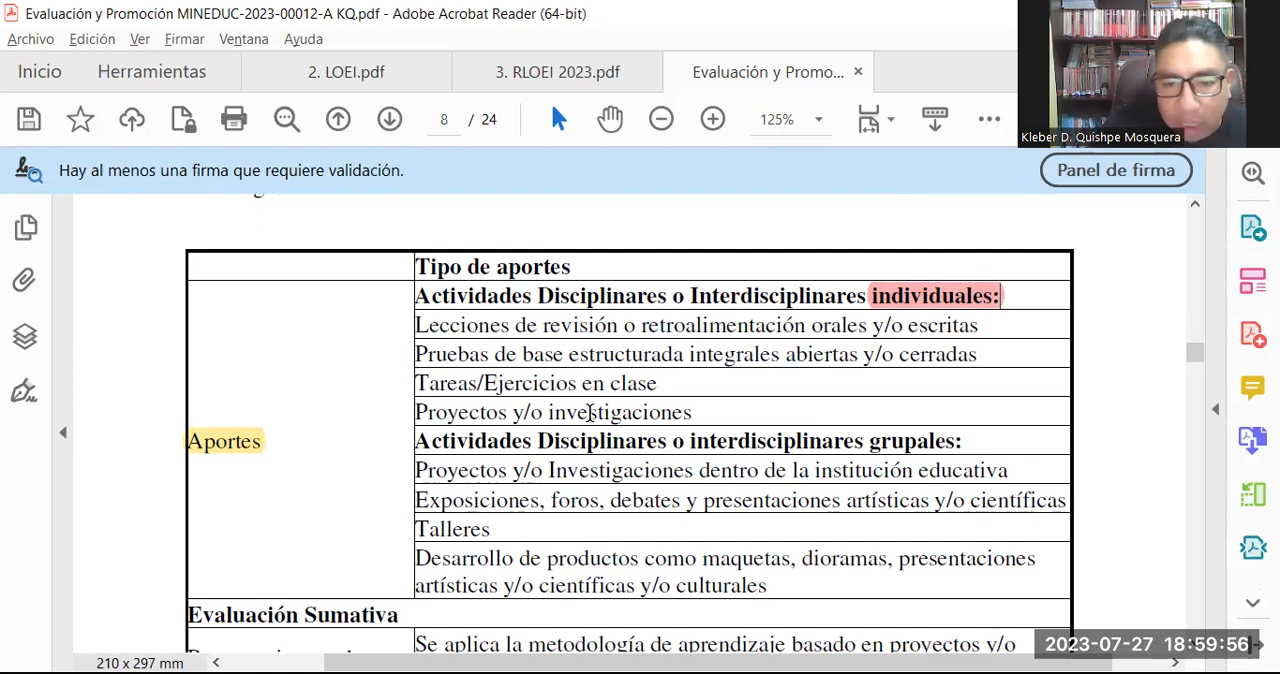 Evaluación y Promoción MINEDUC-2023-00012-A KQ.pdf - Adobe Acrobat Reader (64-bit)
Archivo Edición Ver Firmar Ventana Ayuda
Inicio Herramientas 2. LOEI.pdf 3. RLOEI 2023.pdf Evaluación y Promo... ×
8 / 24 125%
Kleber D. Quishpe Mosquera
Hay al menos una firma que requiere validación. Panel de firma
Tipo de aportes
Actividades Disciplinares o Interdisciplinares individuales:
Lecciones de revisión o retroalimentación orales y/o escritas
Pruebas de base estructurada integrales abiertas y/o cerradas
Tareas/Ejercicios en clase
Proyectos y/o investigaciones
Aportes
Actividades Disciplinares o interdisciplinares grupales:
Proyectos y/o Investigaciones dentro de la institución educativa
Exposiciones, foros, debates y presentaciones artísticas y/o científicas
Talleres
Desarrollo de productos como maquetas, dioramas, presentaciones
artísticas y/o científicas y/o culturales
Evaluación Sumativa
Se aplica la metodología de aprendizaje basado en proyectos y/o
2023-07-27 18:59:56
210 x 297 mm